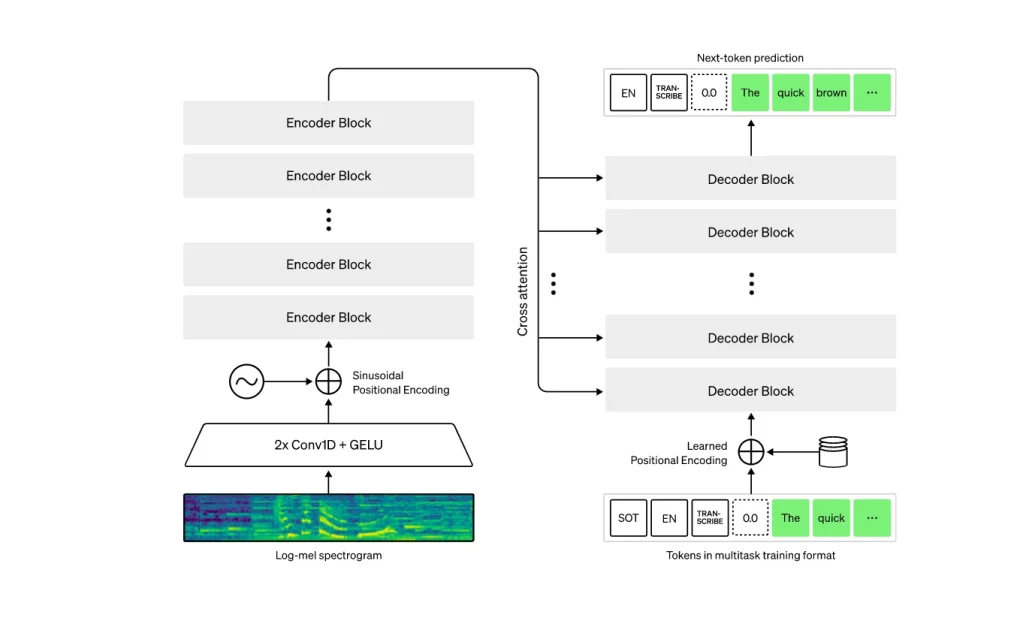 Next-token prediction
EN TRAN-
SCRIBE 0.0 The quick brown ...
Encoder Block
Encoder Block
Encoder Block
Encoder Block
Sinusoidal
Positional Encoding
2x Conv1D + GELU
Log-mel spectrogram
Cross attention
Decoder Block
Decoder Block
Decoder Block
Decoder Block
Learned
Positional Encoding
SOT EN TRAN-
SCRIBE 0.0 The quick ...
Tokens in multitask training format